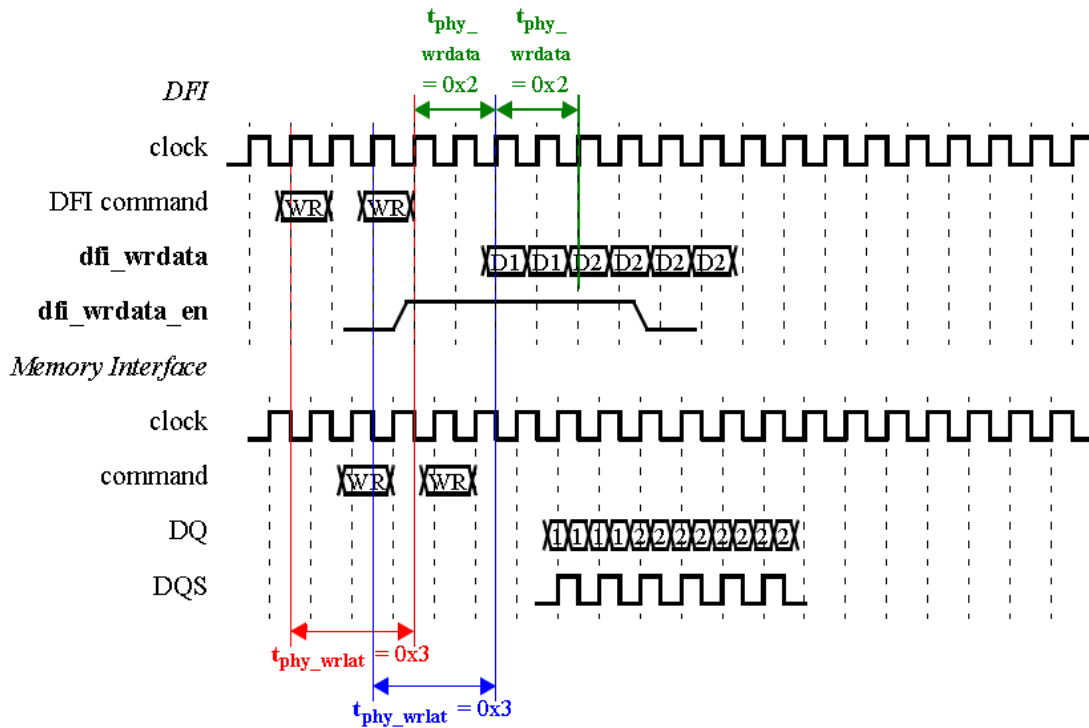 tphy_ tphy_
wrdata wrdata
= 0x2 = 0x2
DFI
clock
DFI command WR WR
dfi_wrdata D1 D1 D2 D2 D2 D2
dfi_wrdata_en
Memory Interface
clock
command WR WR
DQ 1 1 1 1 2 2 2 2 2 2 2 2
DQS
tphy_wrlat = 0x3
tphy_wrlat = 0x3